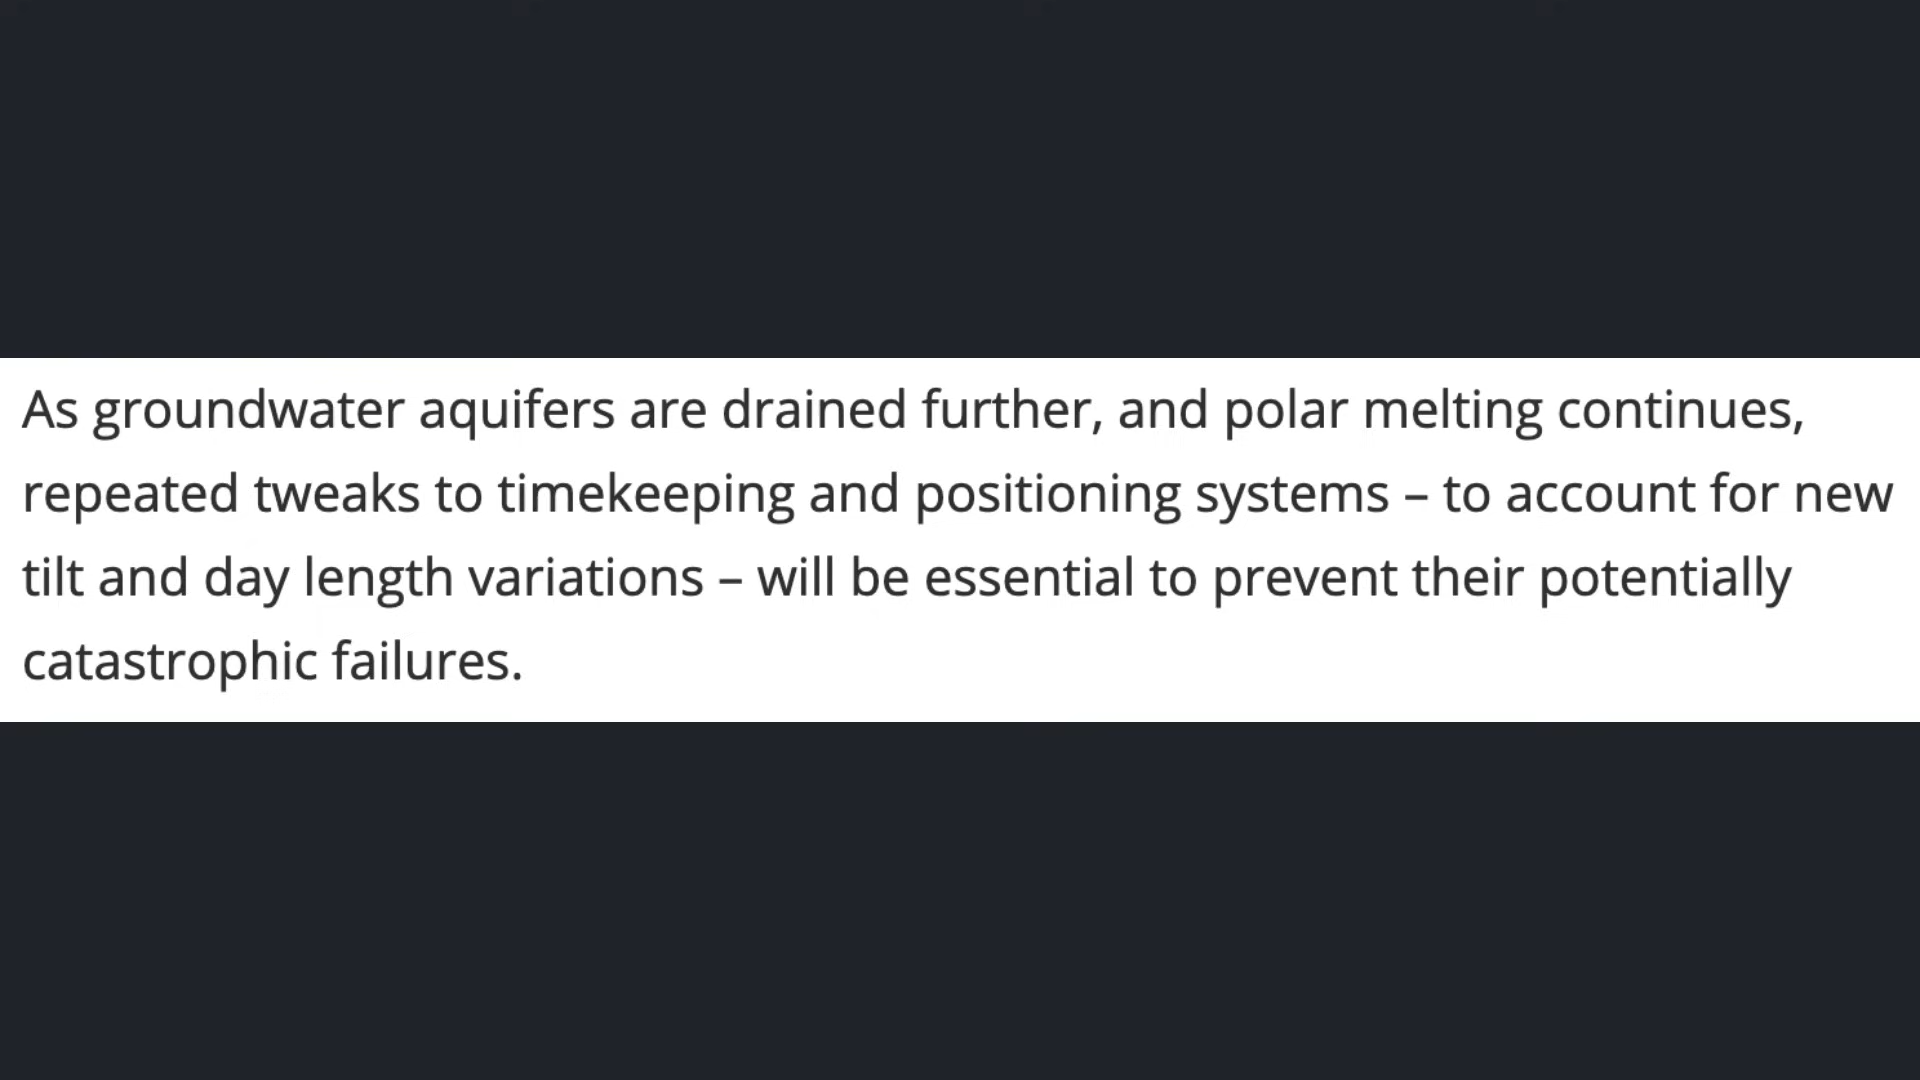 As groundwater aquifers are drained further, and polar melting continues,
repeated tweaks to timekeeping and positioning systems – to account for new
tilt and day length variations – will be essential to prevent their potentially
catastrophic failures.